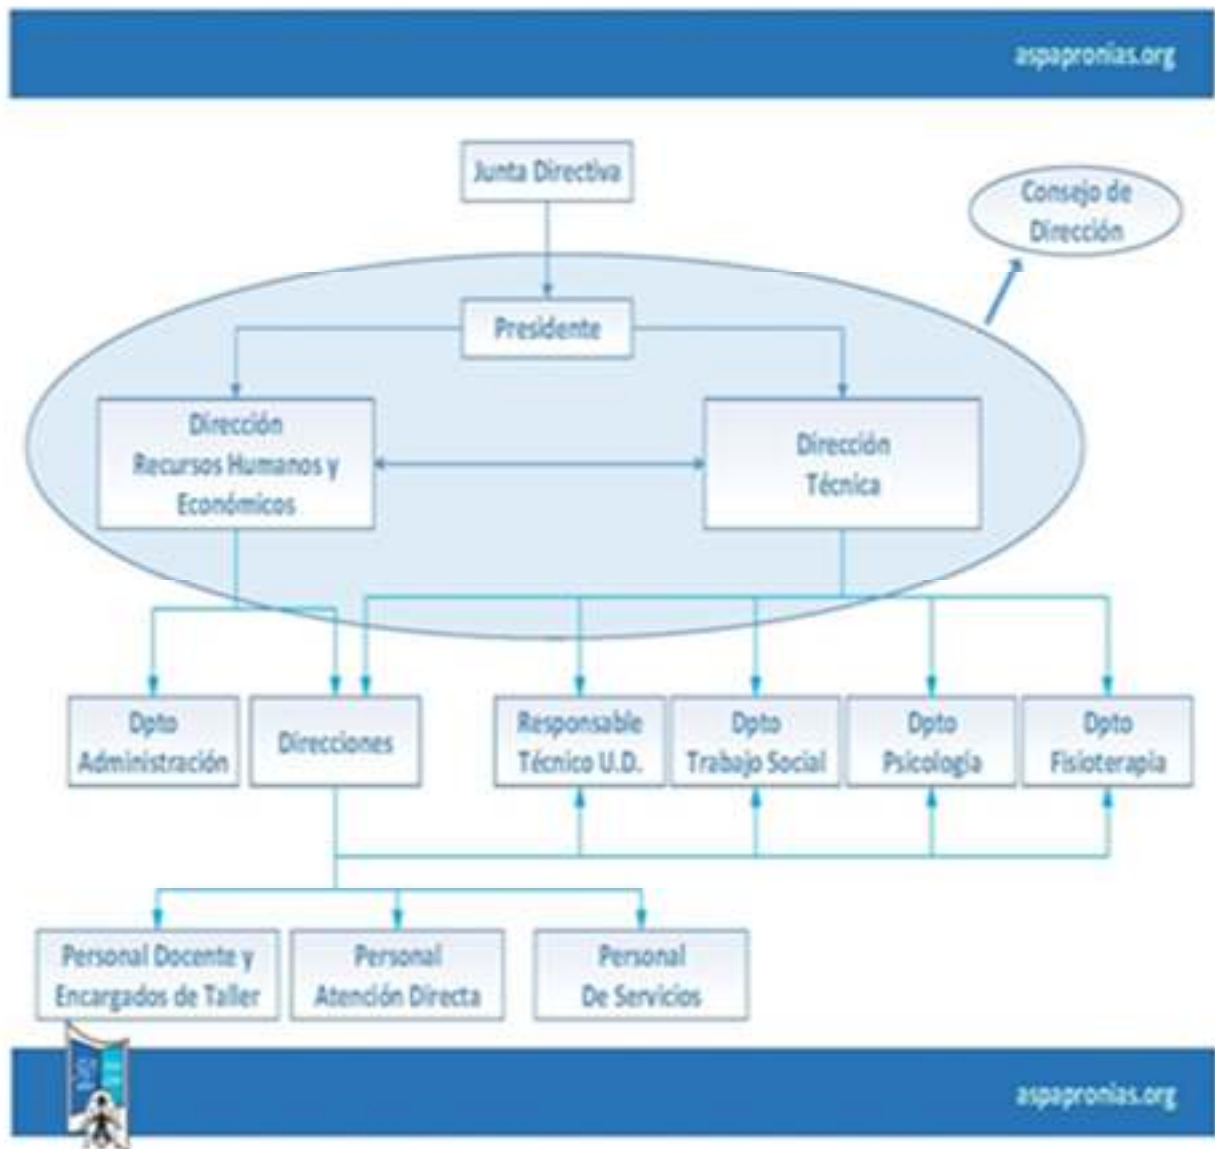 aspapronias.org
Junta Directiva
Consejo de
Dirección
Presidente
Dirección
Recursos Humanos y
Económicos
Dirección
Técnica
Dpto
Administración
Direcciones
Responsable
Técnico U.D.
Dpto
Trabajo Social
Dpto
Psicología
Dpto
Fisioterapia
Personal Docente y
Encargados de Taller
Personal
Atención Directa
Personal
De Servicios
aspapronias.org